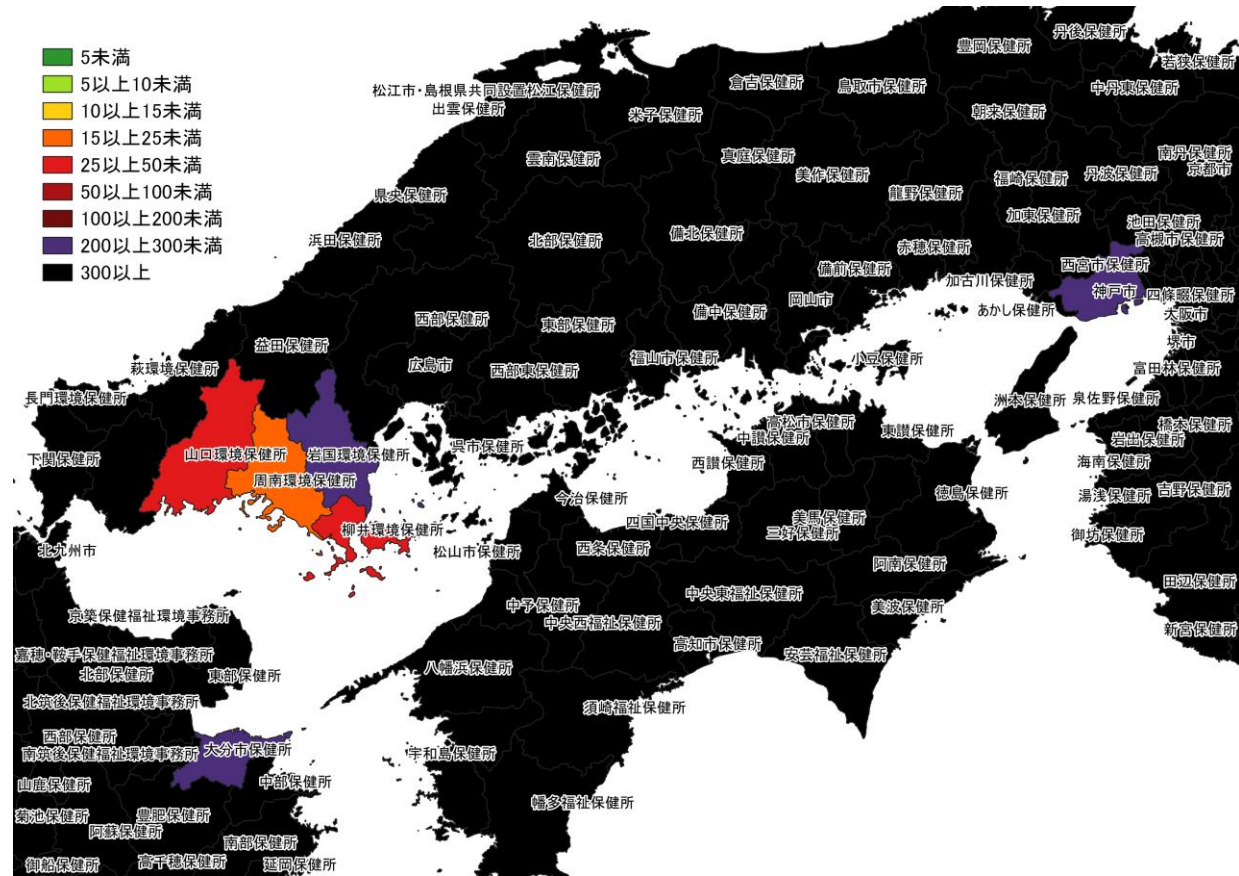 5未満
5以上10未満
10以上15未満
15以上25未満
25以上50未満
50以上100未満
100以上200未満
200以上300未満
300以上
丹後保健所
豊岡保健所
若狭保健所
倉吉保健所
鳥取市保健所
中丹東保健所
松江市・島根県共同設置松江保健所
出雲保健所
米子保健所
朝来保健所
雲南保健所
真庭保健所
美作保健所
南丹保健所
京都市
福崎保健所
丹波保健所
県央保健所
龍野保健所
加東保健所
池田保健所
浜田保健所
北部保健所
備北保健所
赤穂保健所
高槻市保健所
備前保健所
西宮市保健所
加古川保健所
神戸市
四條畷保健所
岡山市
あかし保健所
大阪市
西部保健所
東部保健所
備中保健所
堺市
益田保健所
萩環境保健所
広島市
西部東保健所
福山市保健所
小豆保健所
富田林保健所
長門環境保健所
洲本保健所
泉佐野保健所
高松市保健所
橋本保健所
中讃保健所
東讃保健所
岩出保健所
呉市保健所
下関保健所
山口環境保健所
岩国環境保健所
西讃保健所
海南保健所
周南環境保健所
今治保健所
徳島保健所
湯浅保健所
吉野保健所
四国中央保健所
美馬保健所
三好保健所
柳井環境保健所
御坊保健所
北九州市
松山市保健所
西条保健所
阿南保健所
田辺保健所
中央東福祉保健所
中予保健所
美波保健所
京築保健福祉環境事務所
中央西福祉保健所
新宮保健所
高知市保健所
安芸福祉保健所
嘉穂・鞍手保健福祉環境事務所
北部保健所
東部保健所
八幡浜保健所
北筑後保健福祉環境事務所
須崎福祉保健所
西部保健所
大分市保健所
南筑後保健福祉環境事務所
宇和島保健所
山鹿保健所
中部保健所
幡多福祉保健所
菊池保健所
豊肥保健所
阿蘇保健所
南部保健所
御船保健所
高千穂保健所
延岡保健所